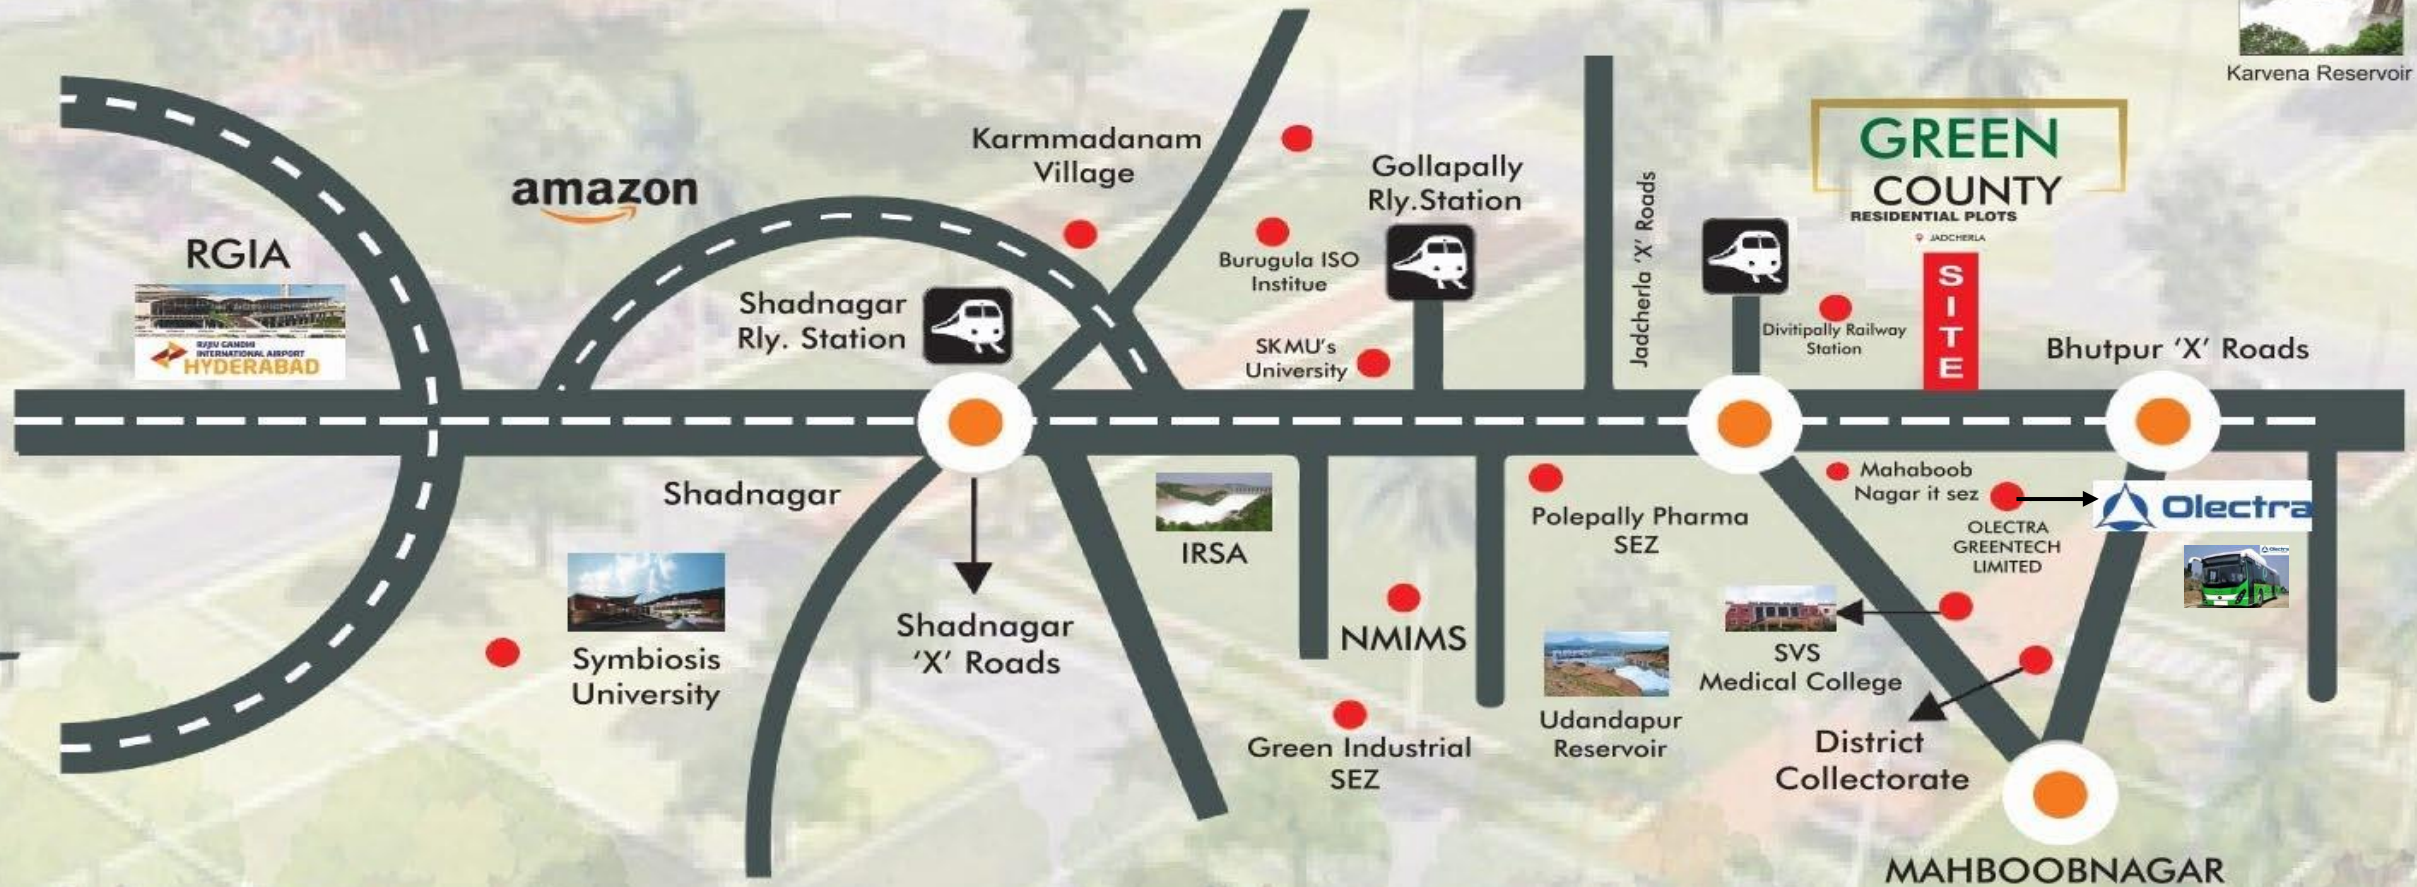 Karvena Reservoir
GREEN
COUNTY
RESIDENTIAL PLOTS
JADCHERLA
SITE
Karmmadanam
Village
amazon
Gollapally
Rly.Station
Jadcherla 'X' Roads
RGIA
RAJIV GANDHI
INTERNATIONAL AIRPORT
HYDERABAD
Burugula ISO
Institue
Shadnagar
Rly. Station
SKMU's
University
Divitipally Railway
Station
Bhutpur 'X' Roads
Shadnagar
IRSA
Polepally Pharma
SEZ
Mahaboob
Nagar it sez
OLECTRA
GREENTECH
LIMITED
Olectra
Olectra
Symbiosis
University
Shadnagar
'X' Roads
NMIMS
SVS
Medical College
Green Industrial
SEZ
Udandapur
Reservoir
District
Collectorate
MAHBOOBNAGAR